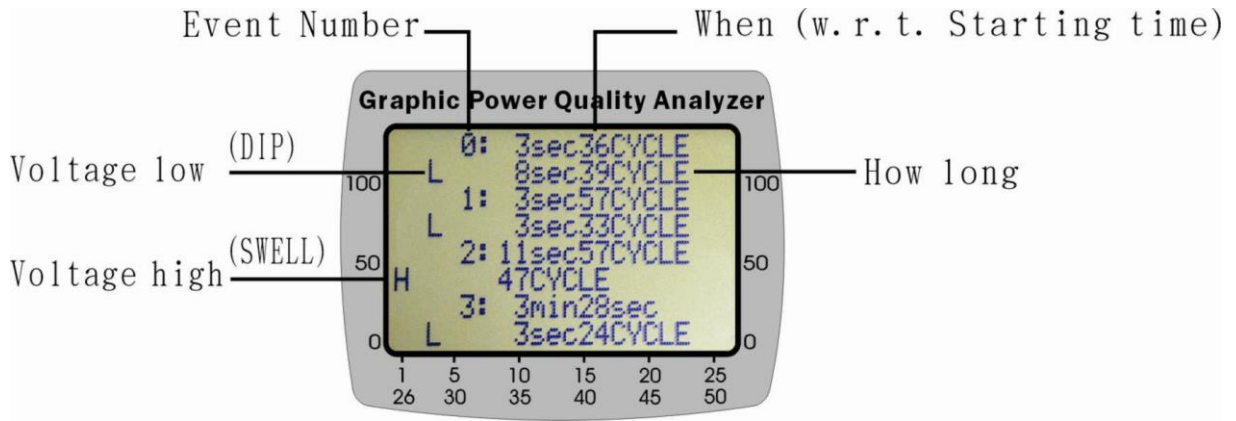 Event Number
When (w.r.t. Starting time)
Graphic Power Quality Analyzer
0: 3sec36CYCLE
(DIP)
Voltage low
L 8sec39CYCLE
How long
100
100
1: 3sec57CYCLE
L 3sec33CYCLE
2: 11sec57CYCLE
(SWELL)
Voltage high
50
50
H 47CYCLE
3: 3min28sec
L 3sec24CYCLE
0
0
1 5 10 15 20 25
26 30 35 40 45 50